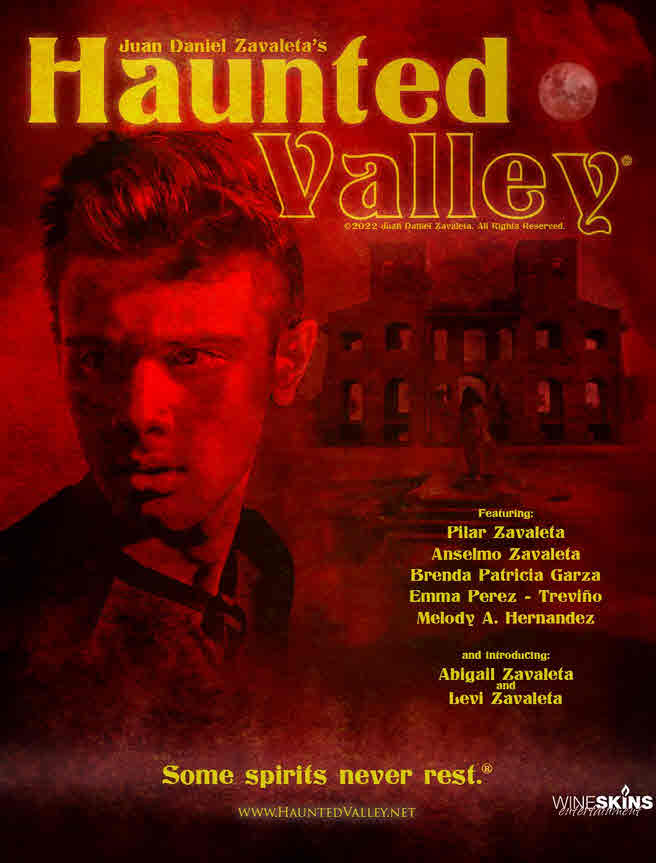 Juan Daniel Zavaleta's
Haunted
Valley®
©2022 Juan Daniel Zavaleta. All Rights Reserved.
Featuring:
Pilar Zavaleta
Anselmo Zavaleta
Brenda Patricia Garza
Emma Perez - Treviño
Melody A. Hernandez
and introducing:
Abigail Zavaleta
and
Levi Zavaleta
Some spirits never rest.®
www.HauntedValley.net
WINESKINS
entertainment